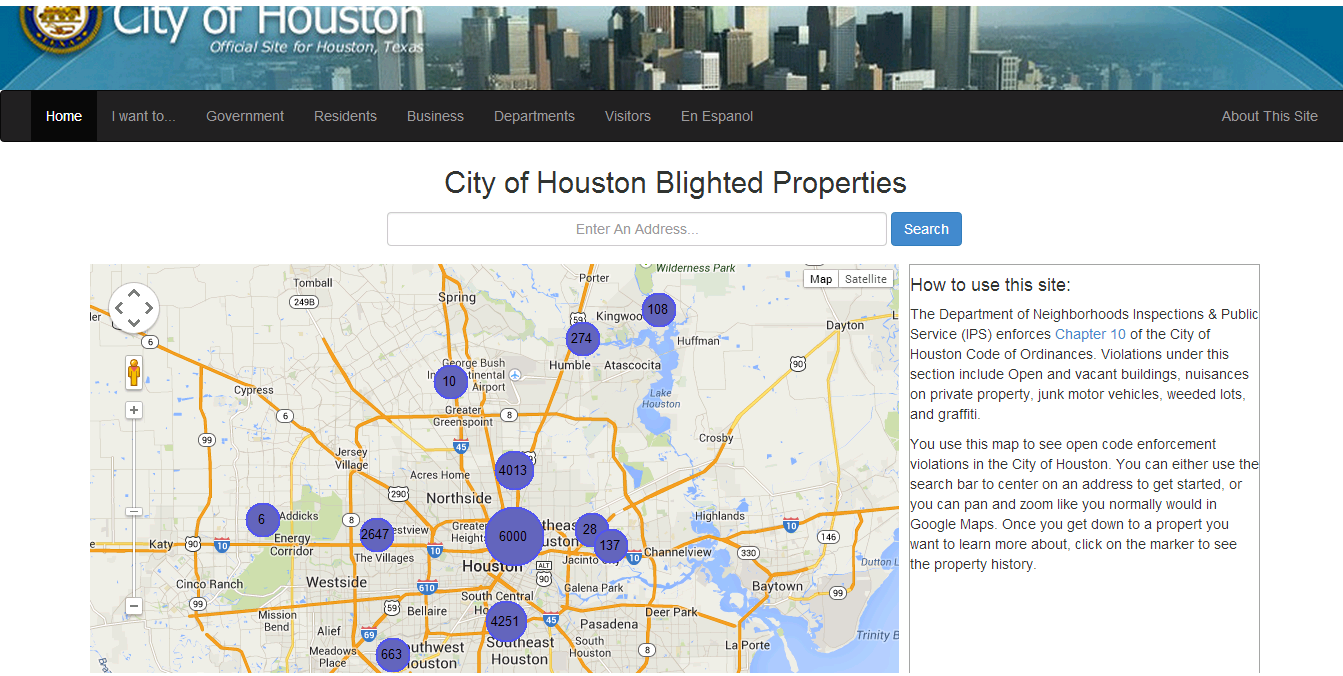 City of Houston
Official Site for Houston, Texas
Home
I want to...
Government
Residents
Business
Departments
Visitors
En Espanol
About This Site
City of Houston Blighted Properties
Enter An Address...
Search
Map
Satellite
Wilderness Park
Porter
Tomball
249B
Spring
108
59
Kingwoo
Dayton
274
Huffman
6
George Bush
Airport
10
Humble
Atascocita
90
Cypress
Lake
Houston
Greater
Greenspoint
8
6
99
45
Crosby
Jersey
Village
4013
Acres Home
290
Northside
Highlands
6
Addicks
8
2647
Greater
Heights
6000
28
137
10
146
Katy
90
10
Energy
Corridor
The Villages
10
Houston
Jacinto
10
Channelview
330
ALT
90
Dutton L
Cinco Ranch
Westside
610
Galena Park
Baytown
99
99
59
Bellaire
South Central
Deer Park
Mission
Bend
Alief
69
4251
45
Pasadena
Trinity B
Meadows
Place
663
uthwest
Houston
Southeast
Houston
South
Houston
8
La Porte
How to use this site:
The Department of Neighborhoods Inspections & Public
Service (IPS) enforces Chapter 10 of the City of
Houston Code of Ordinances. Violations under this
section include Open and vacant buildings, nuisances
on private property, junk motor vehicles, weeded lots,
and graffiti.
You use this map to see open code enforcement
violations in the City of Houston. You can either use the
search bar to center on an address to get started, or
you can pan and zoom like you normally would in
Google Maps. Once you get down to a propert you
want to learn more about, click on the marker to see
the property history.